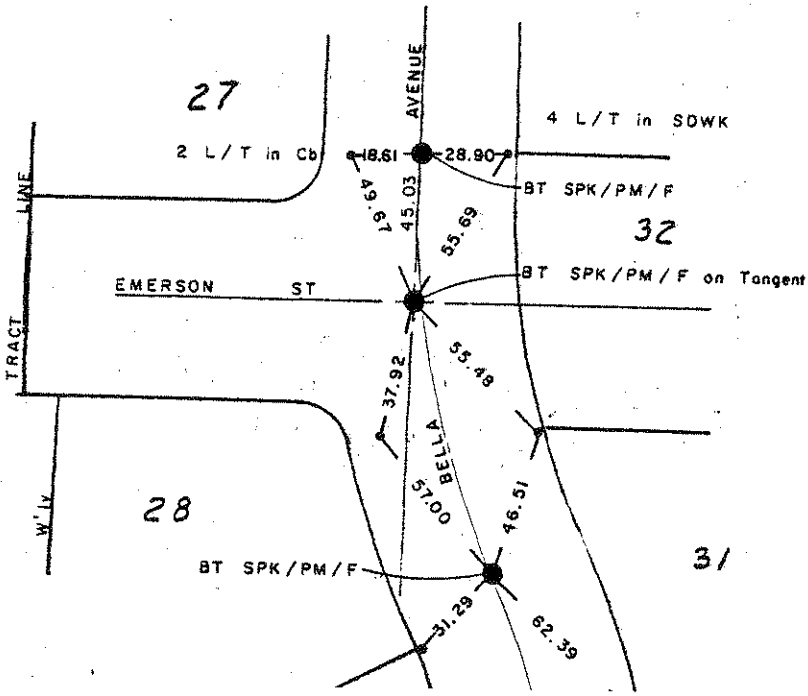 27
AVENUE
4 L/T in SDWK
2 L/T in Cb
18.61
28.90
LINE
49.67
45.03
55.69
BT SPK/PM/F
32
BT SPK/PM/F on Tangent
EMERSON ST
TRACT
37.92
55.48
BELLA
57.00
46.51
W'ly
28
31
BT SPK/PM/F
31.29
62.39